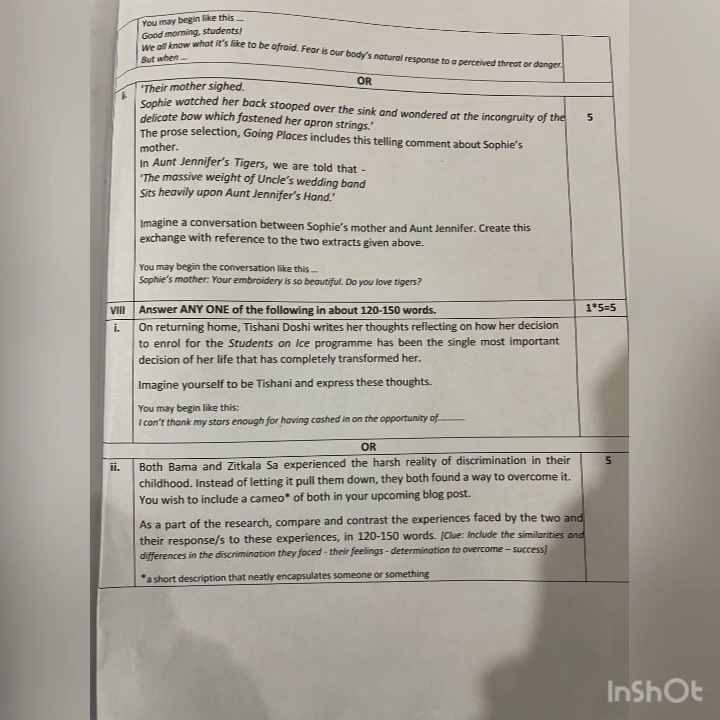 You may begin like this ...
Good morning, students!
We all know what it's like to be afraid. Fear is our body's natural response to a perceived threat or danger.
But when ...
OR
i. 'Their mother sighed. 5
Sophie watched her back stooped over the sink and wondered at the incongruity of the
delicate bow which fastened her apron strings.'
The prose selection, Going Places includes this telling comment about Sophie's
mother.
In Aunt Jennifer's Tigers, we are told that -
'The massive weight of Uncle's wedding band
Sits heavily upon Aunt Jennifer's Hand.'
Imagine a conversation between Sophie's mother and Aunt Jennifer. Create this
exchange with reference to the two extracts given above.
You may begin the conversation like this ...
Sophie's mother: Your embroidery is so beautiful. Do you love tigers?
VIII Answer ANY ONE of the following in about 120-150 words. 1*5=5
i. On returning home, Tishani Doshi writes her thoughts reflecting on how her decision
to enrol for the Students on Ice programme has been the single most important
decision of her life that has completely transformed her.
Imagine yourself to be Tishani and express these thoughts.
You may begin like this:
I can't thank my stars enough for having cashed in on the opportunity of...........
OR
ii. Both Bama and Zitkala Sa experienced the harsh reality of discrimination in their 5
childhood. Instead of letting it pull them down, they both found a way to overcome it.
You wish to include a cameo* of both in your upcoming blog post.
As a part of the research, compare and contrast the experiences faced by the two and
their response/s to these experiences, in 120-150 words. [Clue: Include the similarities and
differences in the discrimination they faced - their feelings - determination to overcome – success]
*a short description that neatly encapsulates someone or something
InShOt